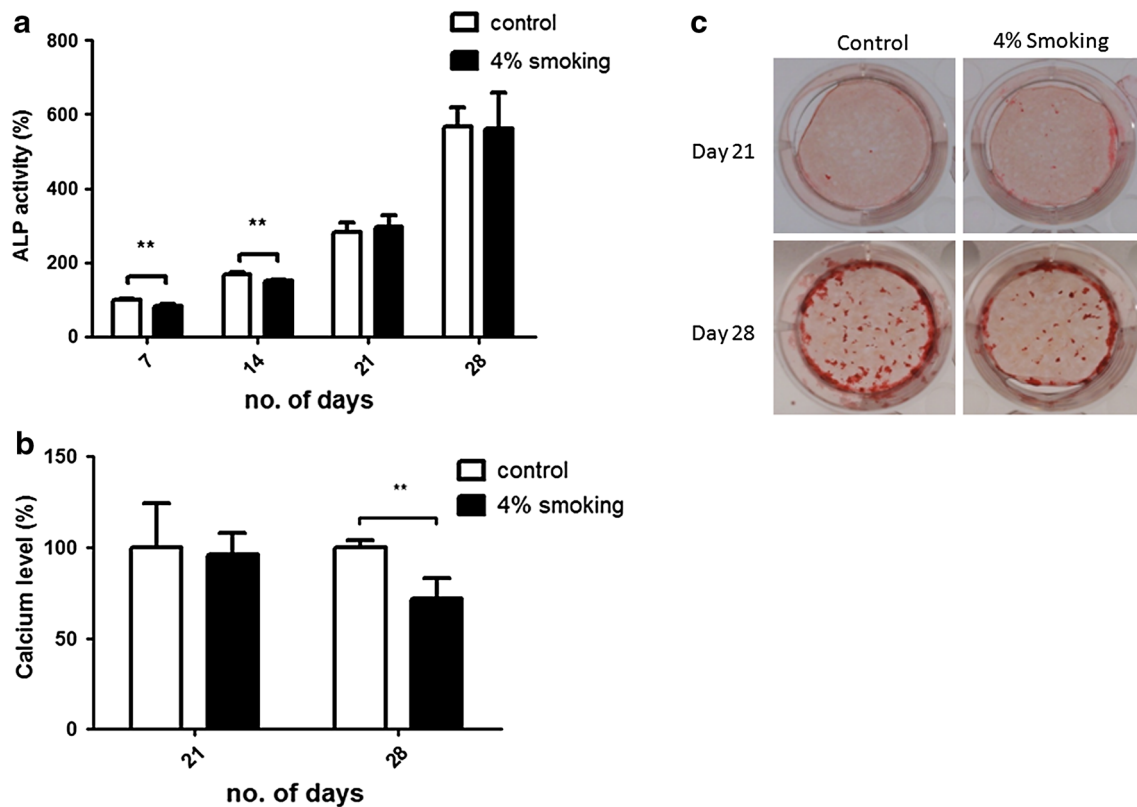 a
control
4% smoking
800
600
400
200
0
ALP activity (%)
**
**
7
14
21
28
no. of days
b
control
4% smoking
150
100
50
0
Calcium level (%)
**
21
28
no. of days
c
Control
4% Smoking
Day 21
Day 28